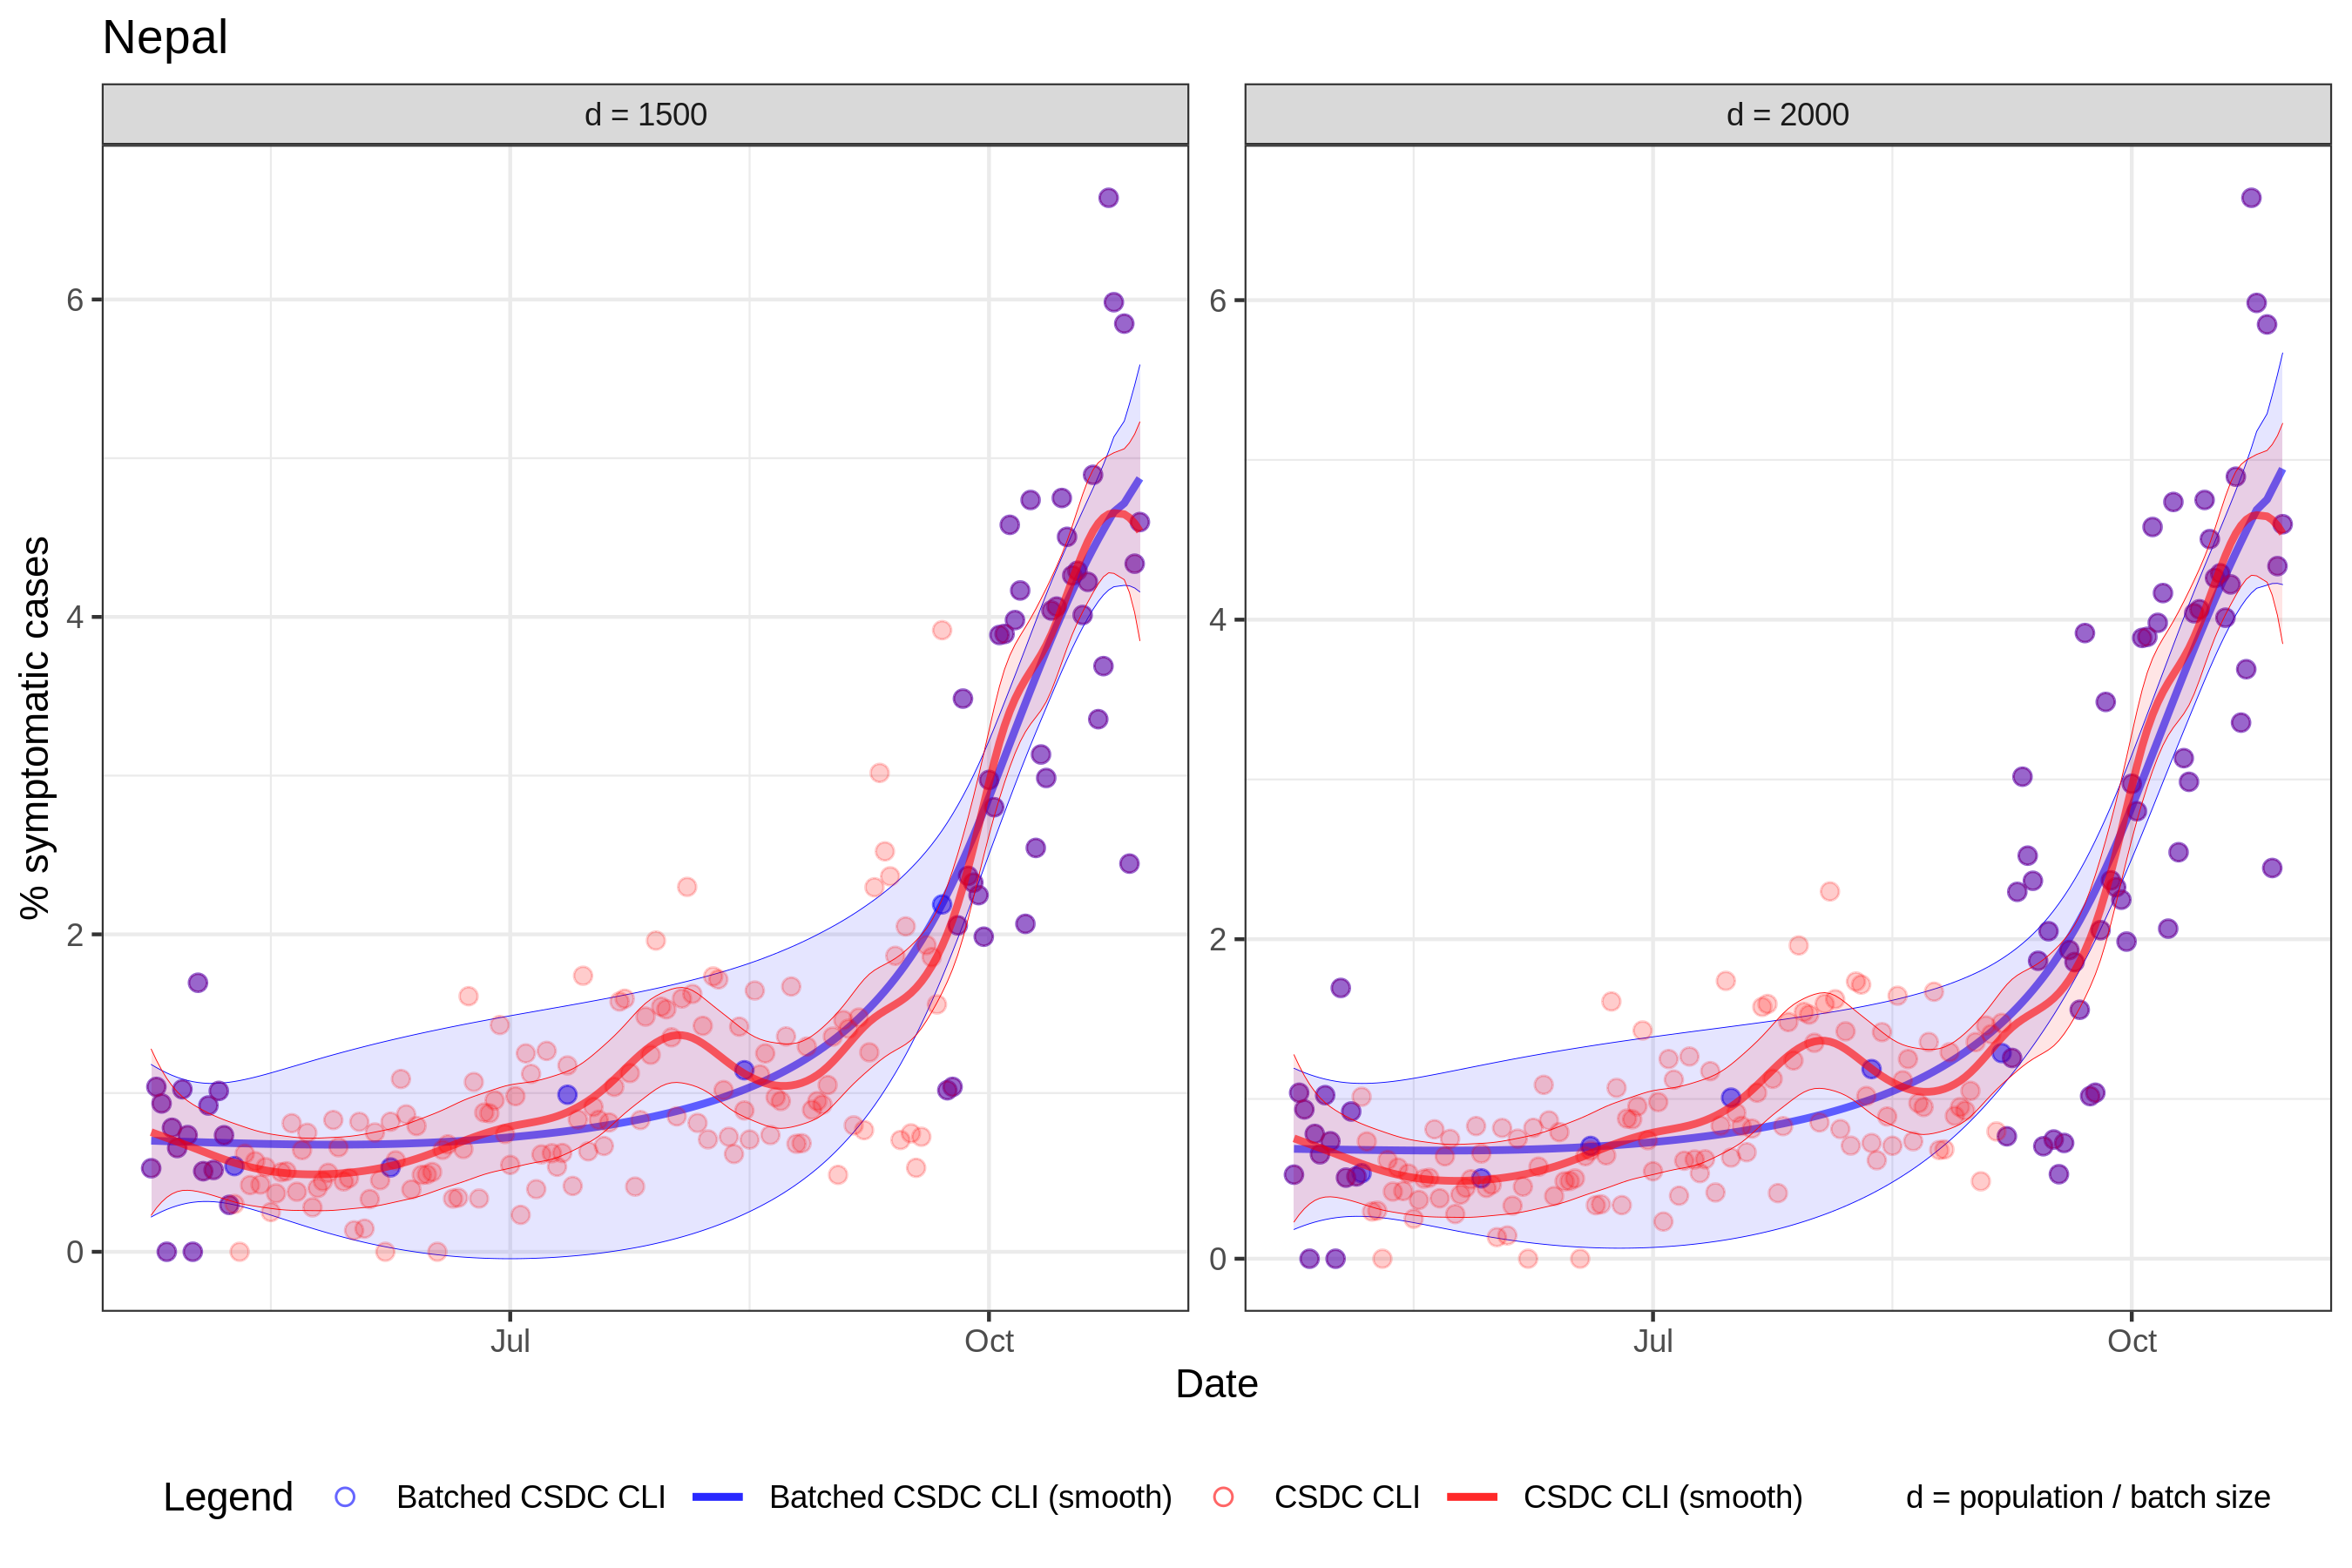 Nepal
d = 1500
d = 2000
% symptomatic cases
6
4
2
0
6
4
2
0
Jul
Oct
Jul
Oct
Date
Legend
Batched CSDC CLI
Batched CSDC CLI (smooth)
CSDC CLI
CSDC CLI (smooth)
d = population / batch size